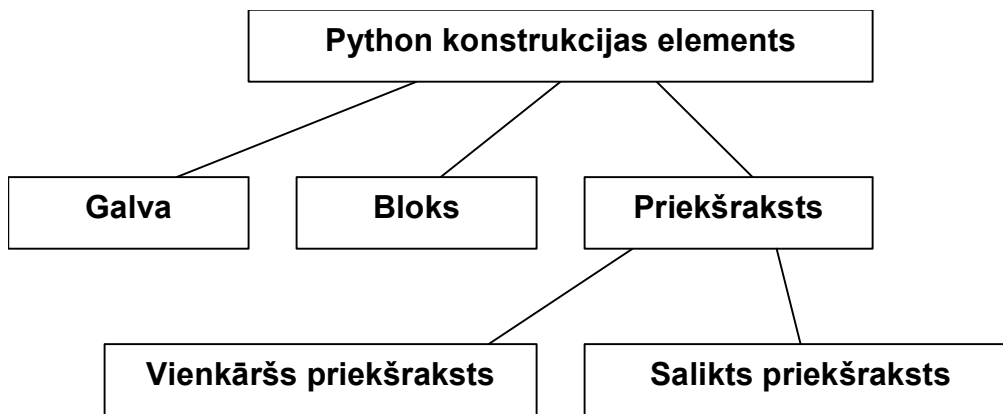 Python konstrukcijas elements
Galva
Bloks
Priekšraksts
Vienkāršs priekšraksts
Salikts priekšraksts